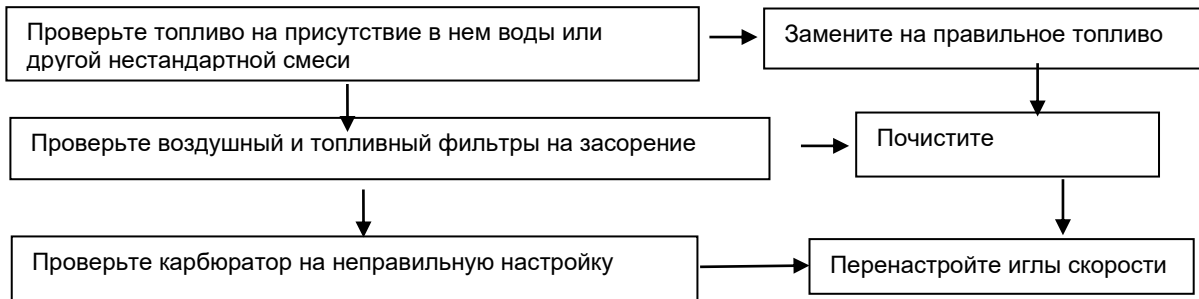 Проверьте топливо на присутствие в нем воды или
другой нестандартной смеси
Замените на правильное топливо
Проверьте воздушный и топливный фильтры на засорение
Почистите
Проверьте карбюратор на неправильную настройку
Перенастройте иглы скорости